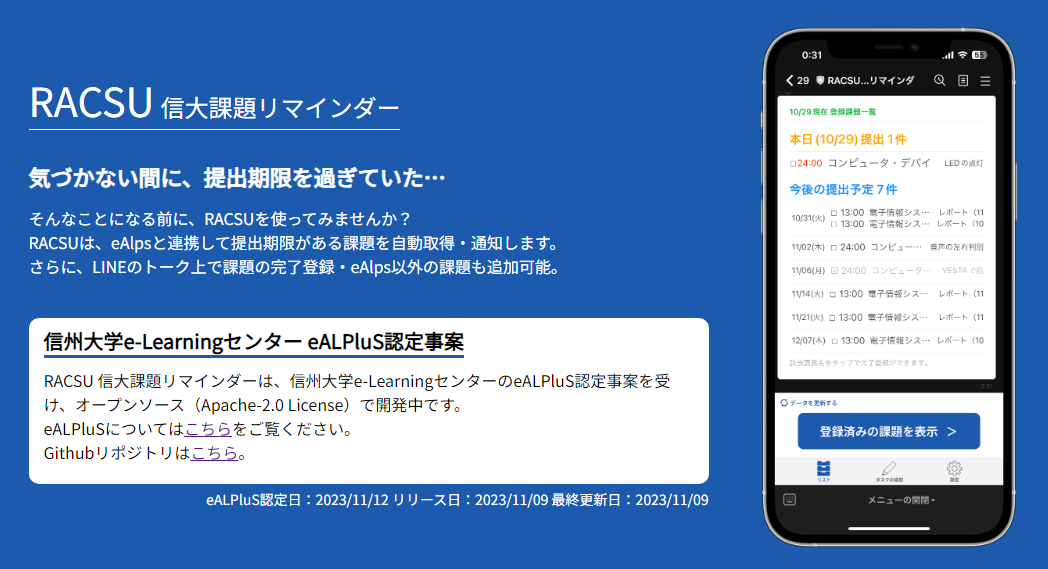 RACSU 信大課題リマインダー
気づかない間に、提出期限を過ぎていた…
そんなことになる前に、RACSUを使ってみませんか？
RACSUは、eAlpsと連携して提出期限がある課題を自動取得・通知します。
さらに、LINEのトーク上で課題の完了登録・eAlps以外の課題も追加可能。
信州大学e-Learningセンター eALPluS認定事案
RACSU 信大課題リマインダーは、信州大学e-LearningセンターのeALPluS認定事案を受
け、オープンソース（Apache-2.0 License）で開発中です。
eALPluSについてはこちらをご覧ください。
Githubリポジトリはこちら。
eALPluS認定日：2023/11/12 リリース日：2023/11/09 最終更新日：2023/11/09
0:31
29 RACSU...リマインダ
10/29 現在 登録課題一覧
本日 (10/29) 提出 1 件
□24:00 コンピュータ・デバイ LEDの点灯
今後の提出予定 7 件
10/31(火) □ 13:00 電子情報シス… レポート（11
□ 13:00 電子情報シス… レポート（10
11/02(木) □ 24:00 コンピュー… 音声の左右判別
11/06(月) ☑ 24:00 コンピュータ… VESTA で描
11/14(火) □ 13:00 電子情報シス… レポート（11
11/21(火) □ 13:00 電子情報シス… レポート（11
12/07(木) □ 13:00 電子情報シス… レポート（10
該当課題名をタップで完了登録ができます。
0:31
データを更新する
登録済みの課題を表示 ＞
リスト タスクの追加 設定
メニューの開閉